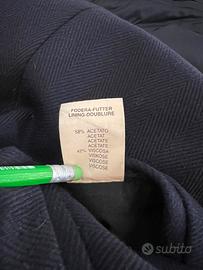 FODERA-FUTTER
LINING-DOUBLURE
58% ACETATO
ACETAT
ACETATE
ACETATE
42% VISCOSA
VISKOSE
VISCOSE
VISCOSE
subito